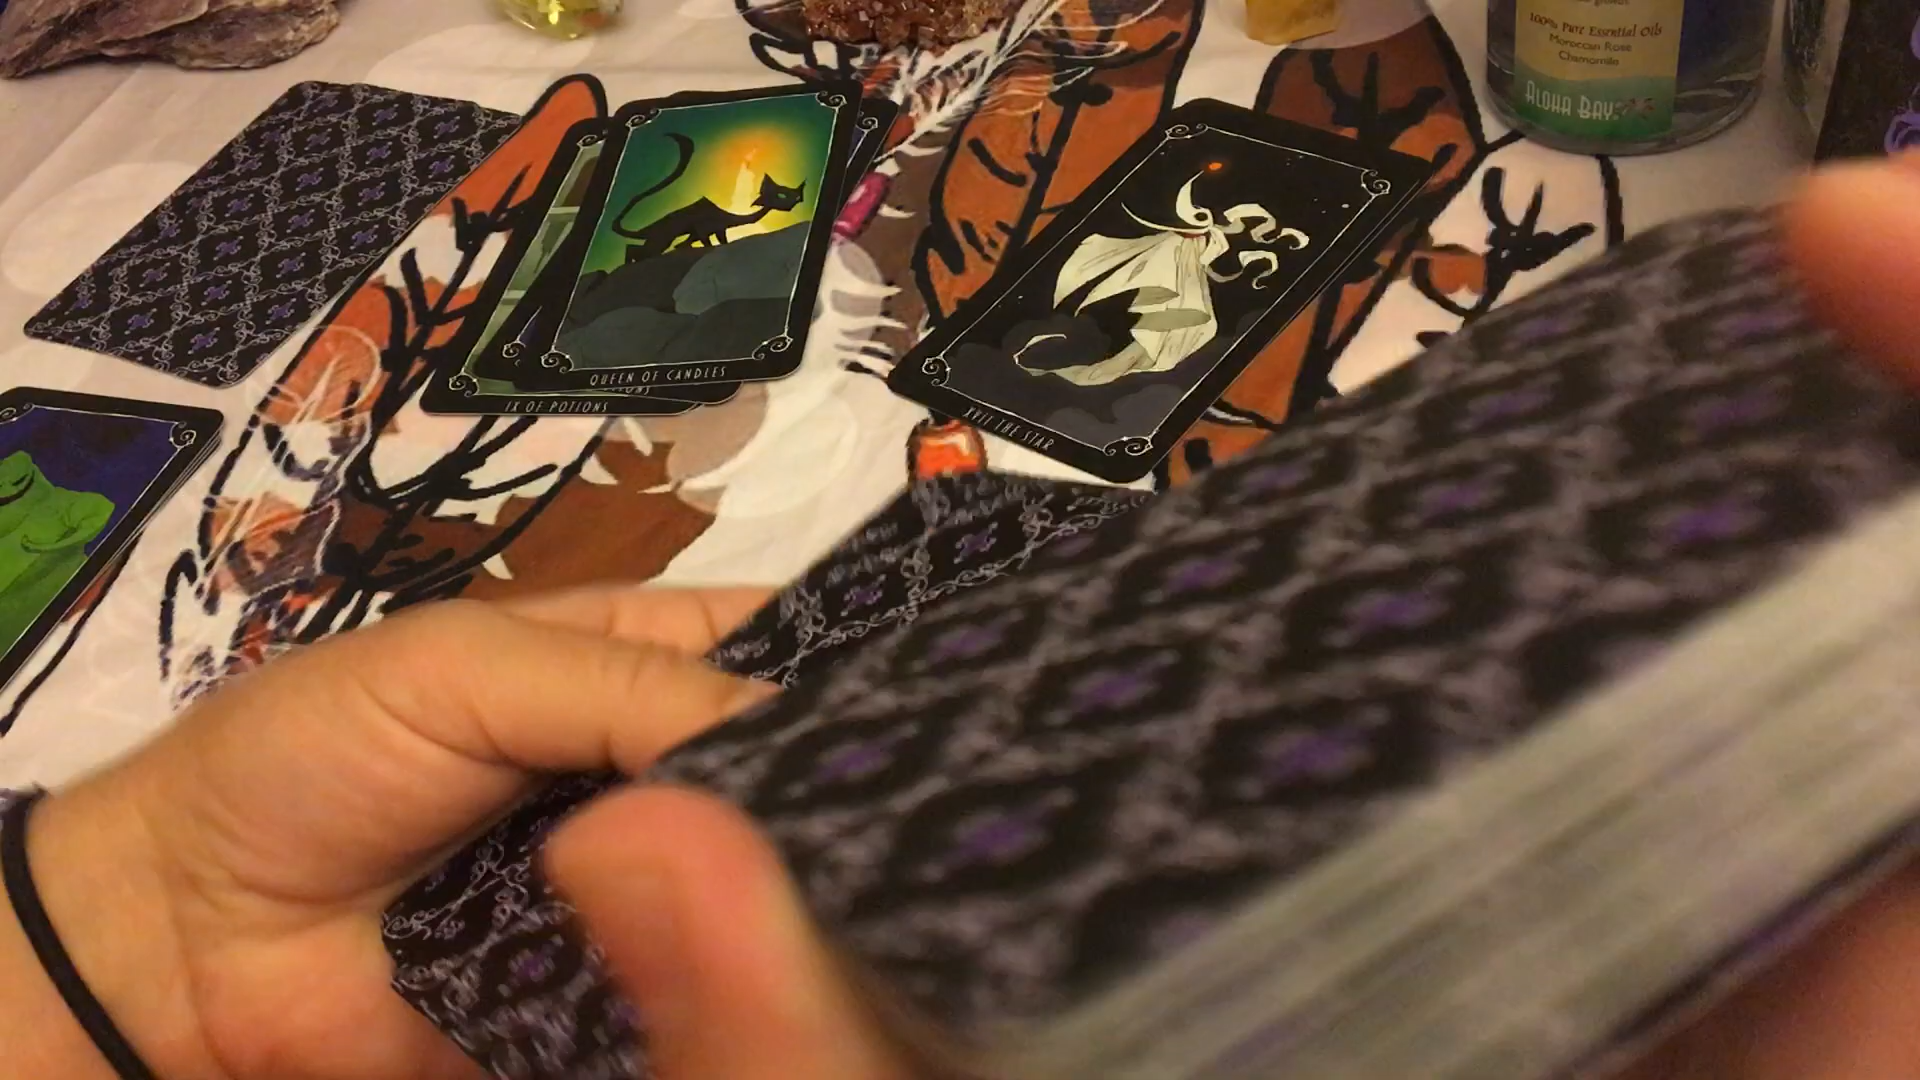 100% Pure Essential Oils
Moroccan Rose
Chamomile
ALOHA BAY
QUEEN OF CANDLES
IX OF POTIONS
XVII THE STAR